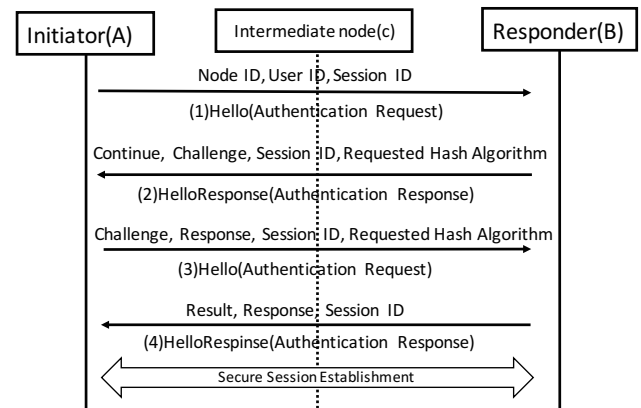 Initiator(A)
Intermediate node(c)
Responder(B)
Node ID, User ID, Session ID
(1)Hello(Authentication Request)
Continue, Challenge, Session ID, Requested Hash Algorithm
(2)HelloResponse(Authentication Response)
Challenge, Response, Session ID, Requested Hash Algorithm
(3)Hello(Authentication Request)
Result, Response, Session ID
(4)HelloRespinse(Authentication Response)
Secure Session Establishment